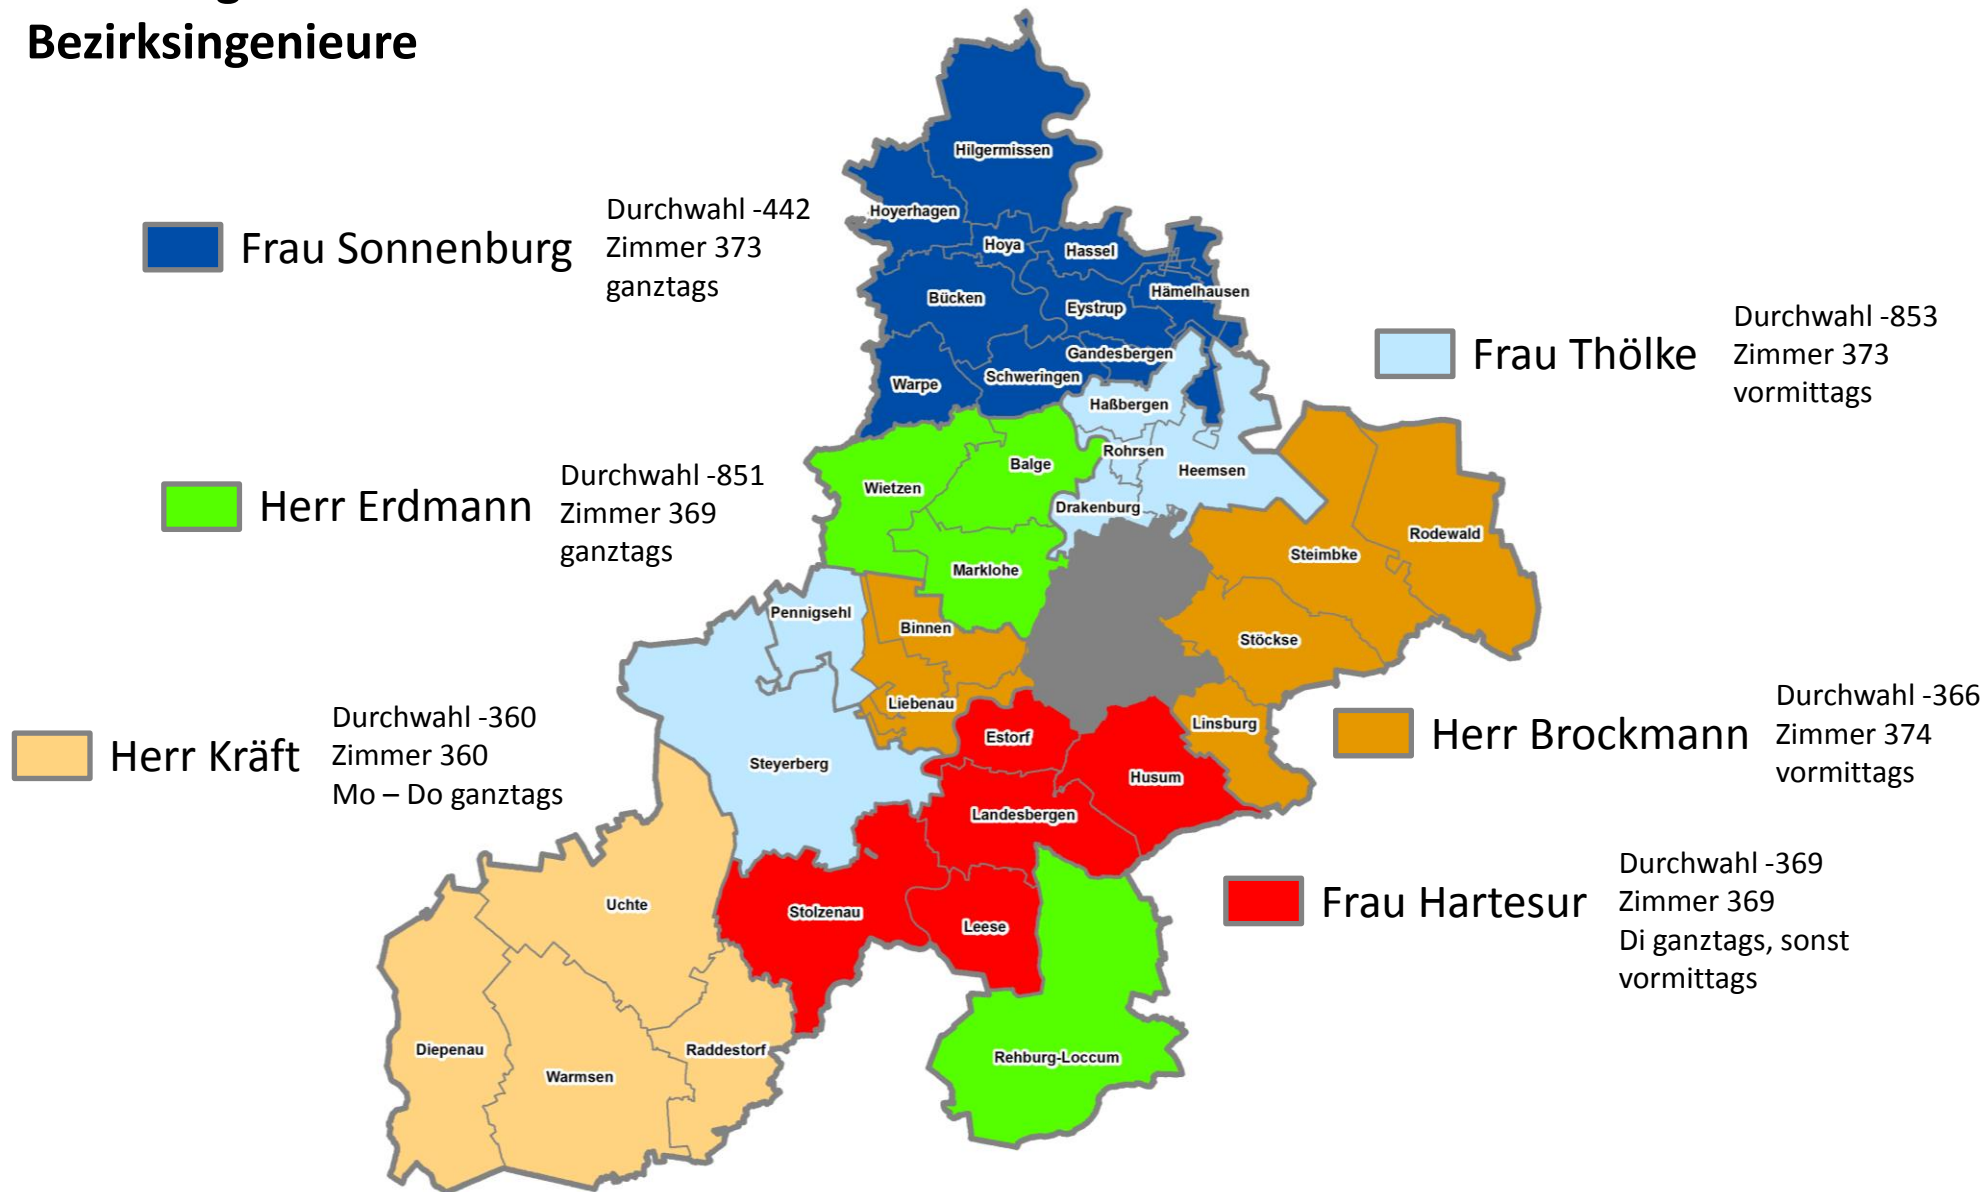 Bezirksingenieure
Frau Sonnenburg
Durchwahl -442
Zimmer 373
ganztags
Frau Thölke
Durchwahl -853
Zimmer 373
vormittags
Herr Erdmann
Durchwahl -851
Zimmer 369
ganztags
Herr Kräft
Durchwahl -360
Zimmer 360
Mo – Do ganztags
Herr Brockmann
Durchwahl -366
Zimmer 374
vormittags
Frau Hartesur
Durchwahl -369
Zimmer 369
Di ganztags, sonst
vormittags
Hilgermissen
Hoyerhagen
Hoya
Hassel
Bücken
Eystrup
Hämelhausen
Gandesbergen
Warpe
Schweringen
Haßbergen
Rohrsen
Heemsen
Balge
Wietzen
Drakenburg
Marklohe
Steimbke
Rodewald
Pennigsehl
Binnen
Stöckse
Liebenau
Linsburg
Estorf
Steyerberg
Husum
Landesbergen
Uchte
Stolzenau
Leese
Diepenau
Warmsen
Raddestorf
Rehburg-Loccum